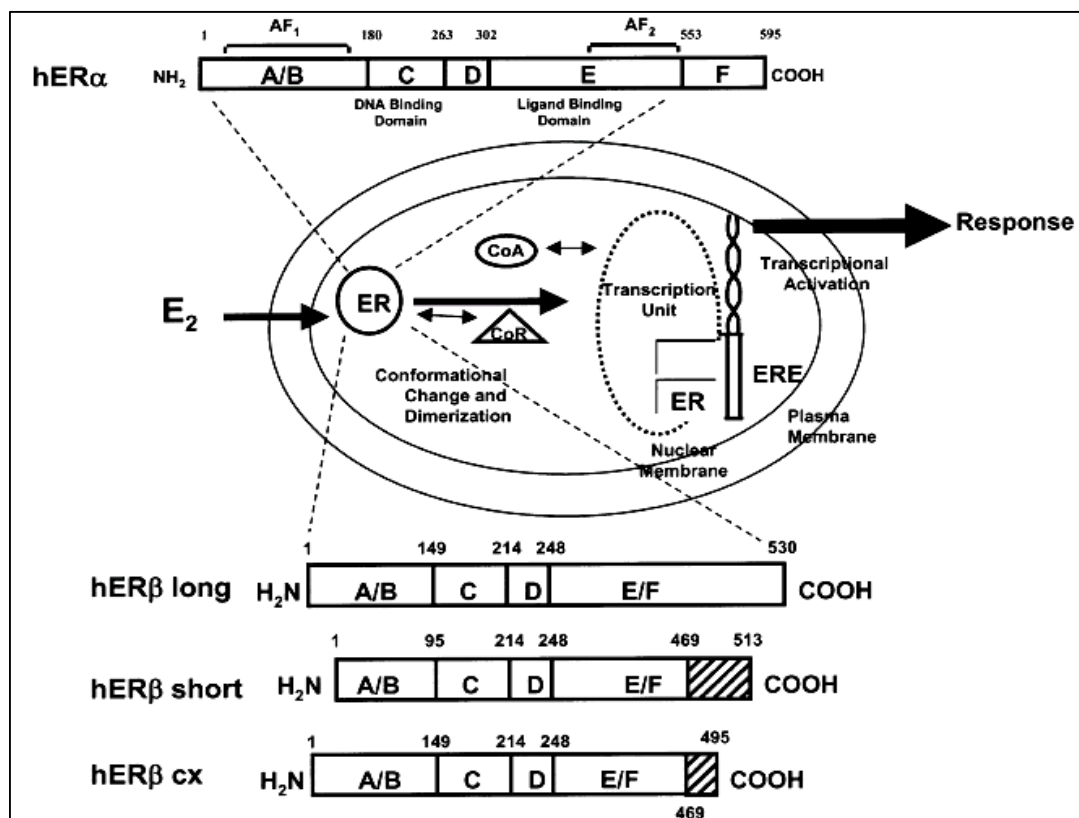 AF1 AF2
1 180 263 302 553 595
hERα NH2 A/B C D E F COOH
DNA Binding Domain
Ligand Binding Domain
CoA
Response
Transcriptional Activation
Transcription Unit
E2 ER
CoR
ERE
Conformational Change and Dimerization
ER
Plasma Membrane
Nuclear Membrane
1 149 214 248 530
hERβ long H2N A/B C D E/F COOH
1 95 214 248 469 513
hERβ short H2N A/B C D E/F COOH
1 149 214 248 495
hERβ cx H2N A/B C D E/F COOH
469